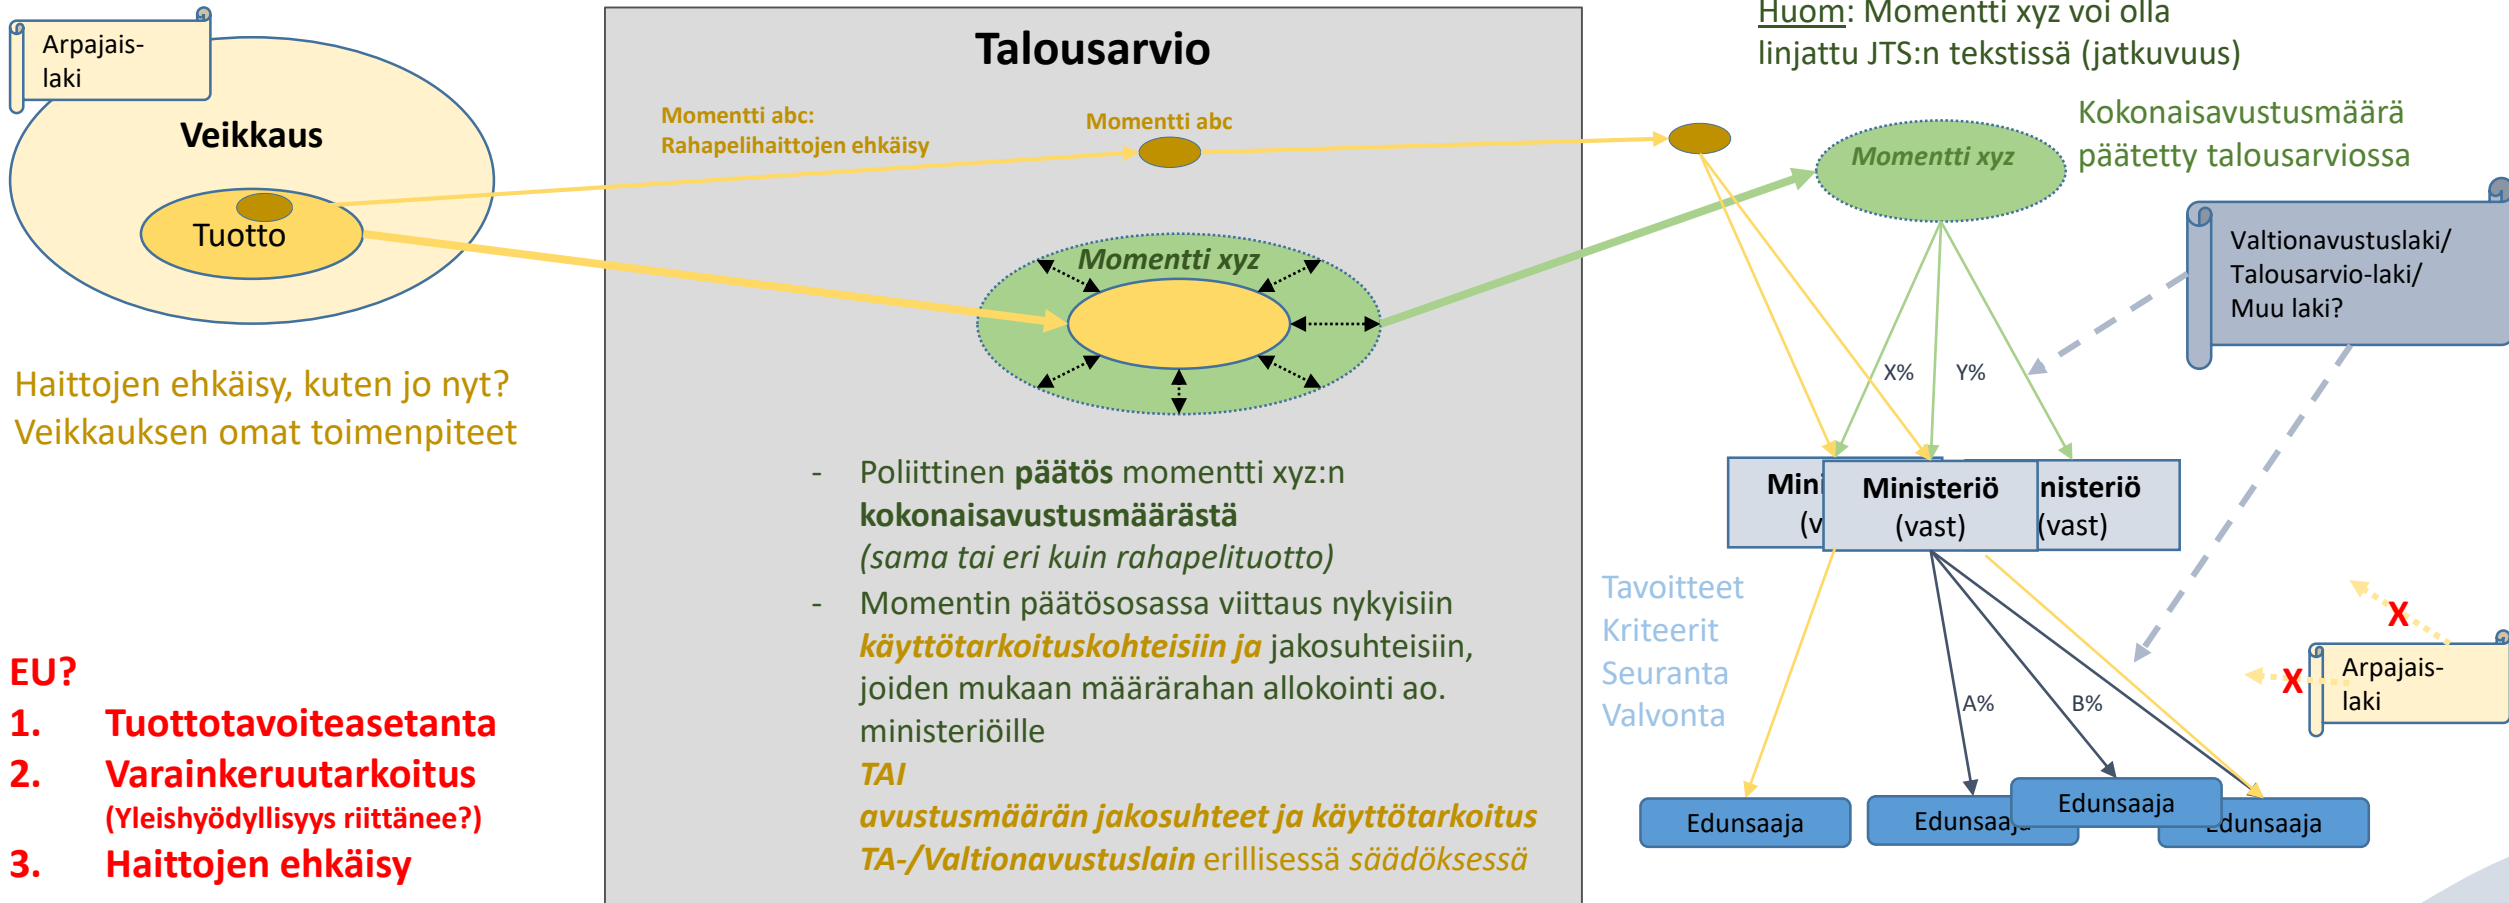 Arpajais-
laki
Veikkaus
Tuotto
Haittojen ehkäisy, kuten jo nyt?
Veikkauksen omat toimenpiteet
EU?
1. Tuottotavoiteasetanta
2. Varainkeruutarkoitus
(Yleishyödyllisyys riittänee?)
3. Haittojen ehkäisy
Talousarvio
Momentti abc:
Rahapelihaittojen ehkäisy
Momentti abc
Momentti xyz
- Poliittinen päätös momentti xyz:n
kokonaisavustusmäärästä
(sama tai eri kuin rahapelituotto)
- Momentin päätösosassa viittaus nykyisiin
käyttötarkoituskohteisiin ja jakosuhteisiin,
joiden mukaan määrärahan allokointi ao.
ministeriöille
TAI
avustusmäärän jakosuhteet ja käyttötarkoitus
TA-/Valtionavustuslain erillisessä säädöksessä
Huom: Momentti xyz voi olla
linjattu JTS:n tekstissä (jatkuvuus)
Momentti xyz
Kokonaisavustusmäärä
päätetty talousarviossa
Valtionavustuslaki/
Talousarvio-laki/
Muu laki?
X%
Y%
Mini
(v
Ministeriö
(vast)
nisteriö
(vast)
Tavoitteet
Kriteerit
Seuranta
Valvonta
A%
B%
X
X
Arpajais-
laki
Edunsaaja
Edunsaaja
Edunsaaja
Edunsaaja